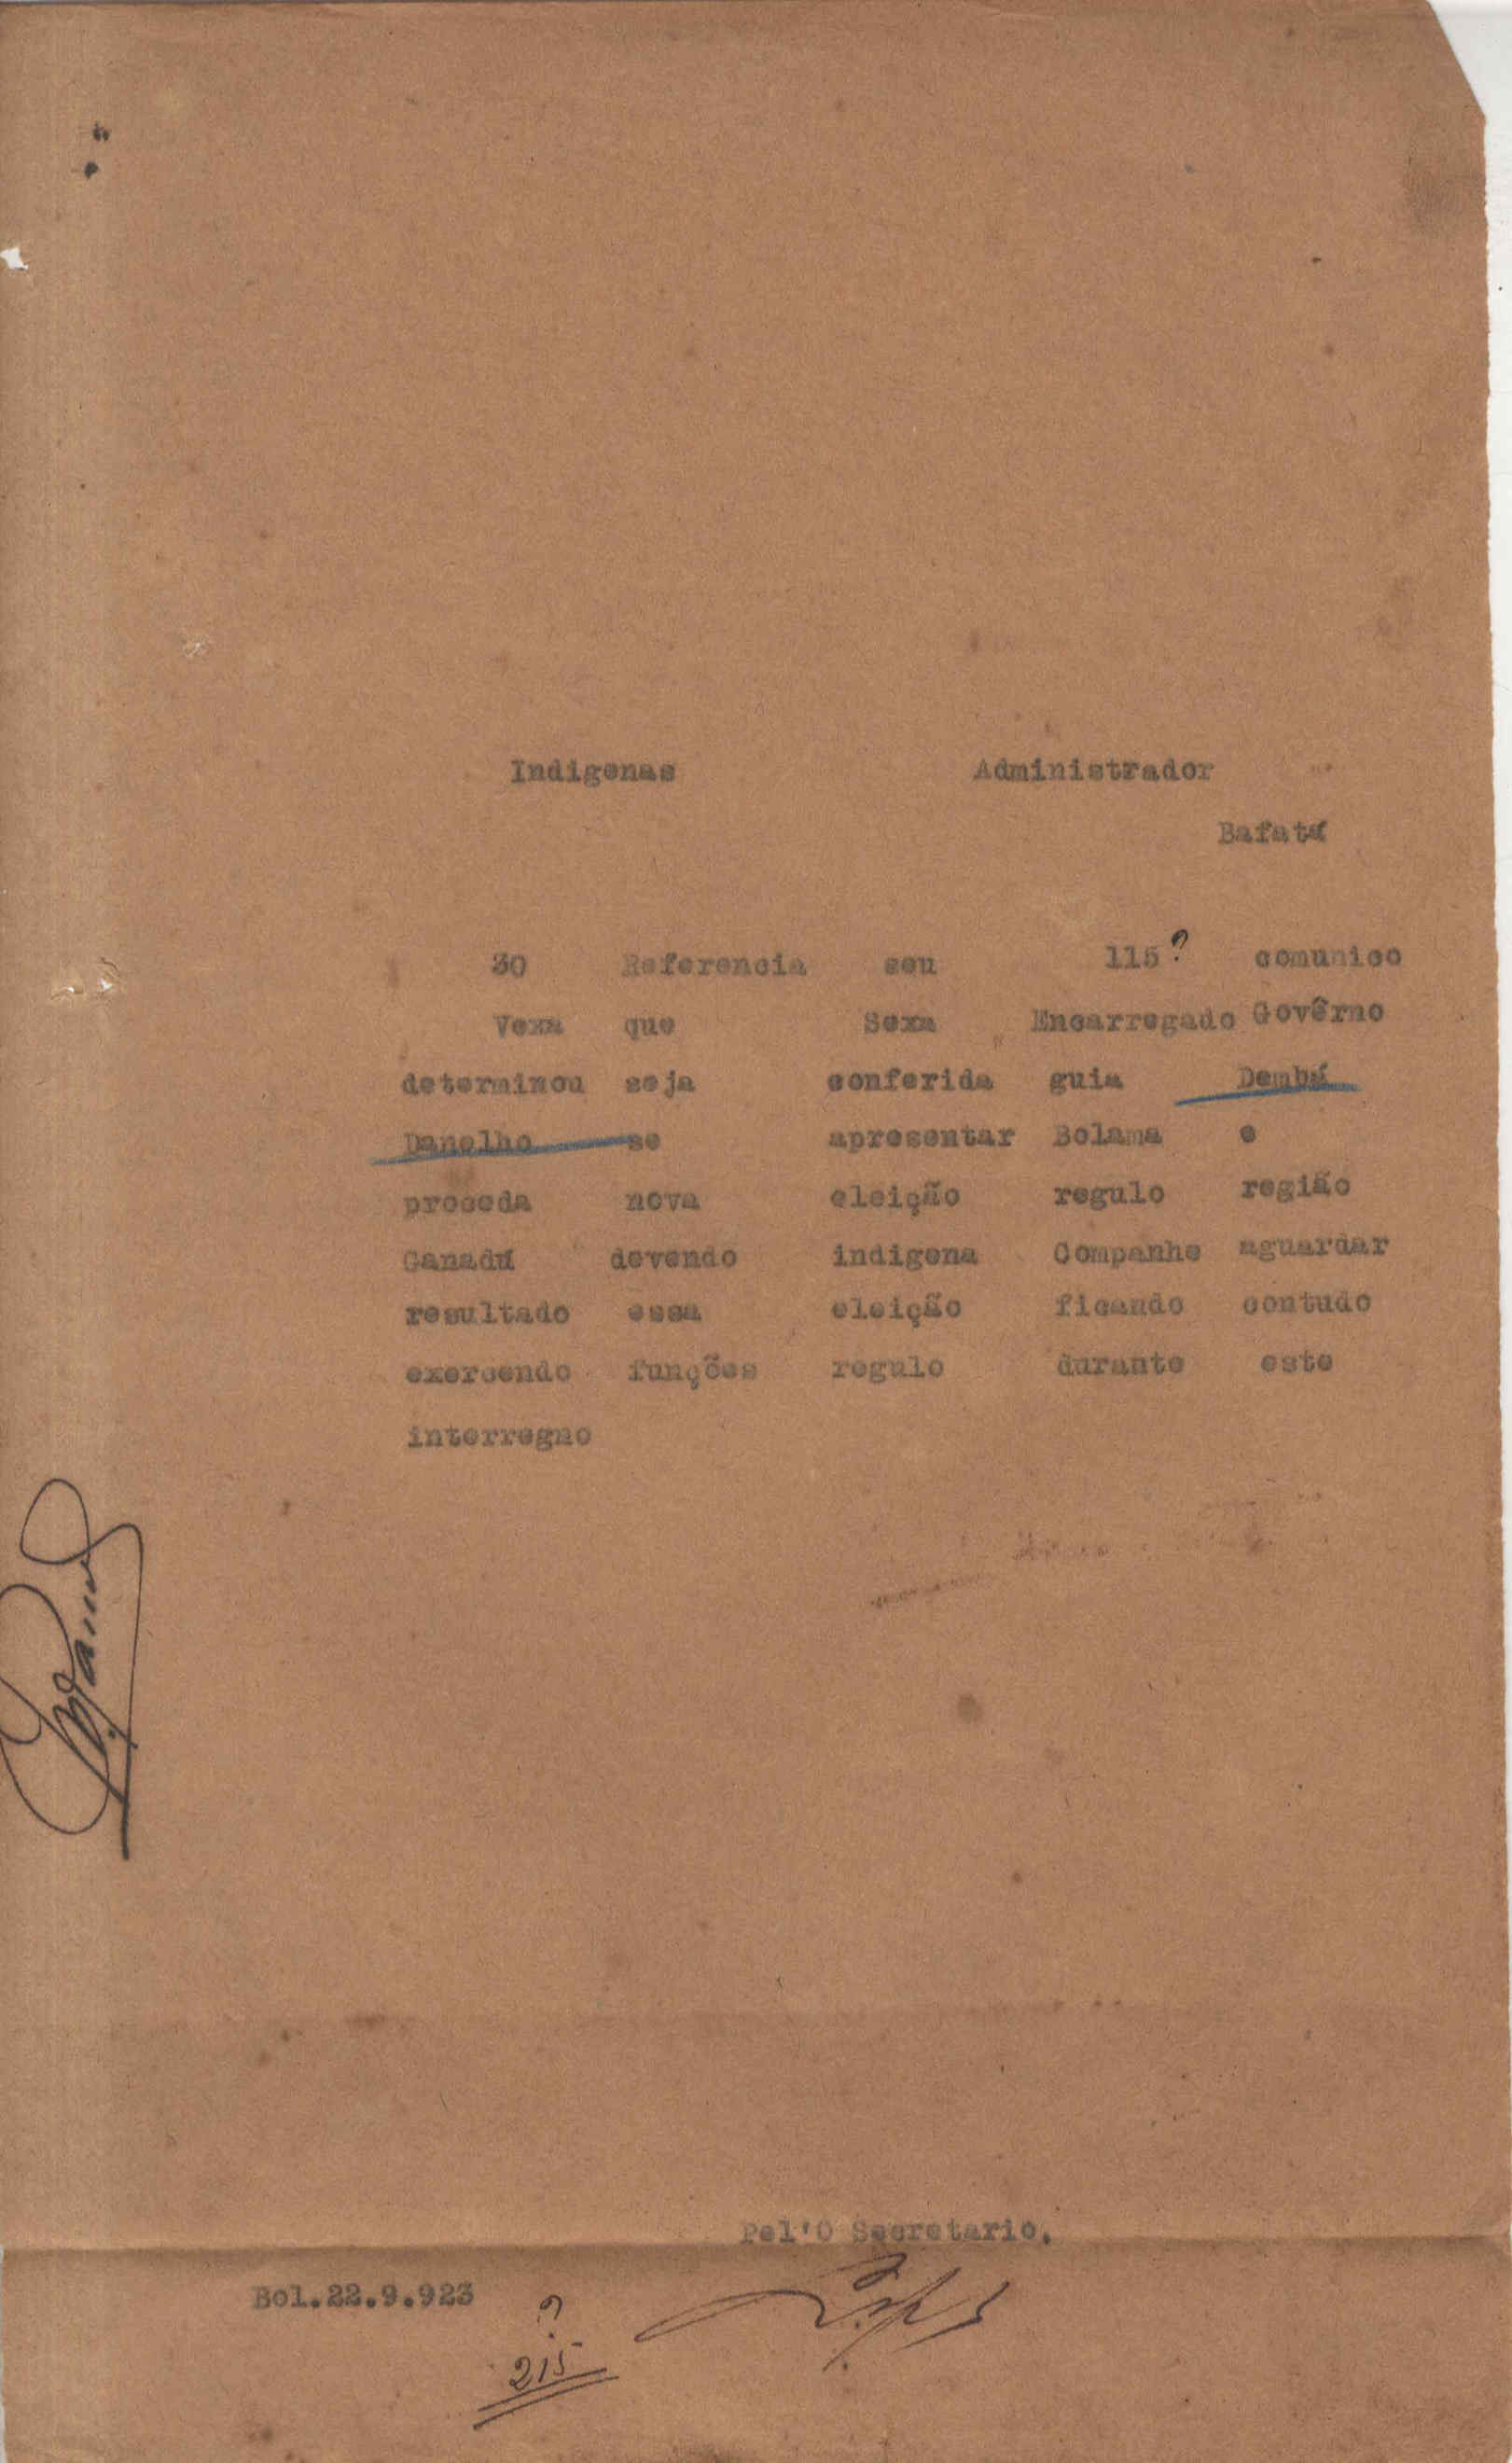 Indigenas Administrador
Bafatá
30 Referencia seu 115? comunico
Vexa que Sexa Encarregado Govêrno
determinou seja conferida guia Dembá
Danelho se apresentar Bolama e
proceda nova eleição regulo região
Ganadú devendo indigena Companhe aguardar
resultado essa eleição ficando contudo
exercendo funções regulo durante este
interregno
Pel'O Secretario.
Bol.22.9.923
?
215